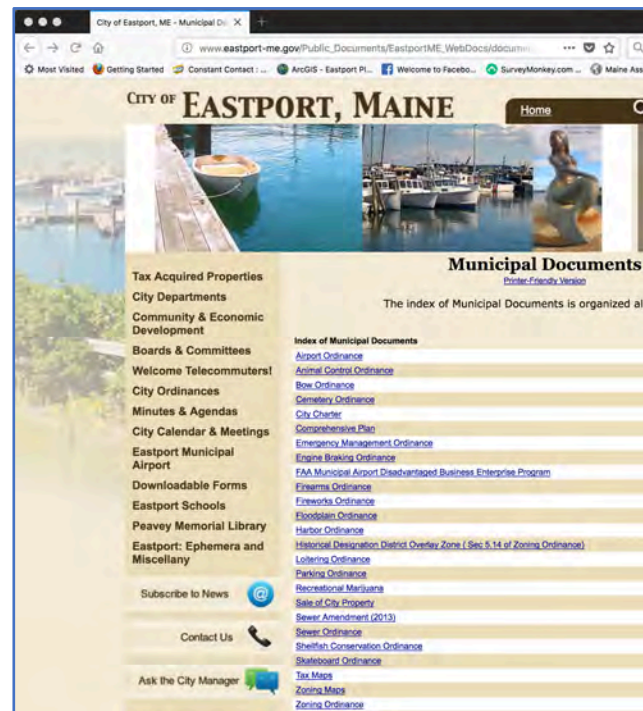 City of Eastport, ME - Municipal Do
www.eastport-me.gov/Public_Documents/EastportME_WebDocs/docume
Most Visited Getting Started Constant Contact : ... ArcGIS - Eastport Pl... Welcome to Facebo... SurveyMonkey.com ... Maine Ass
CITY OF EASTPORT, MAINE
Home
Municipal Documents
Printer-Friendly Version
The index of Municipal Documents is organized al
Tax Acquired Properties
City Departments
Community & Economic
Development
Boards & Committees
Welcome Telecommuters!
City Ordinances
Minutes & Agendas
City Calendar & Meetings
Eastport Municipal
Airport
Downloadable Forms
Eastport Schools
Peavey Memorial Library
Eastport: Ephemera and
Miscellany
Subscribe to News
Contact Us
Ask the City Manager
Index of Municipal Documents
Airport Ordinance
Animal Control Ordinance
Bow Ordinance
Cemetery Ordinance
City Charter
Comprehensive Plan
Emergency Management Ordinance
Engine Braking Ordinance
FAA Municipal Airport Disadvantaged Business Enterprise Program
Firearms Ordinance
Fireworks Ordinance
Floodplain Ordinance
Harbor Ordinance
Historical Designation District Overlay Zone ( Sec 5.14 of Zoning Ordinance)
Loitering Ordinance
Parking Ordinance
Recreational Marijuana
Sale of City Property
Sewer Amendment (2013)
Sewer Ordinance
Shellfish Conservation Ordinance
Skateboard Ordinance
Tax Maps
Zoning Maps
Zoning Ordinance